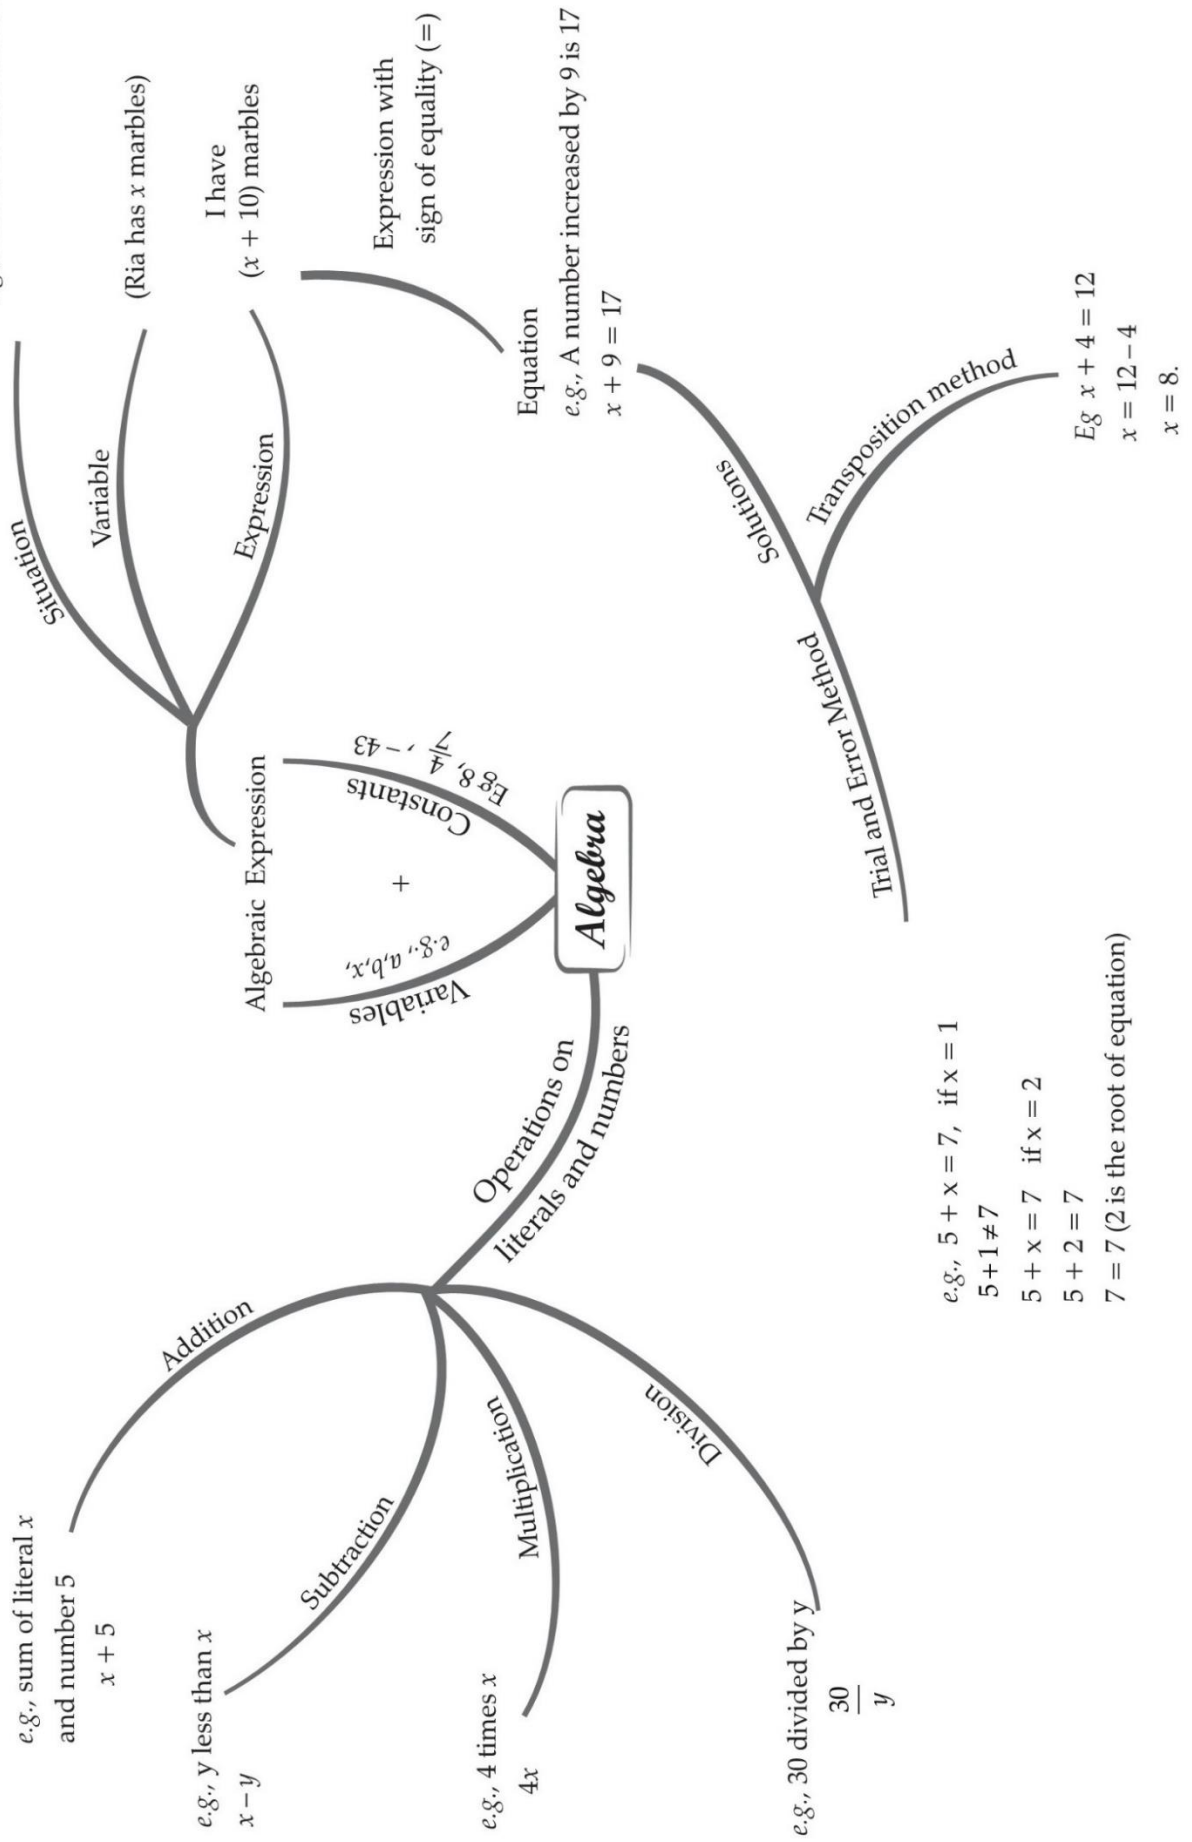 Situation
Variable
(Ria has x marbles)
Expression
I have
(x + 10) marbles
Expression with
sign of equality (=)
Equation
e.g., A number increased by 9 is 17
x + 9 = 17
Solutions
Transposition method
Eg x + 4 = 12
x = 12 – 4
x = 8.
Trial and Error Method
e.g., 5 + x = 7, if x = 1
5 + 1 ≠ 7
5 + x = 7 if x = 2
5 + 2 = 7
7 = 7 (2 is the root of equation)
Algebraic Expression
Variables
e.g., a,b,x,
+
Constants
Eg 8, 4/7, – 43
Algebra
Operations on
literals and numbers
Addition
e.g., sum of literal x
and number 5
x + 5
Subtraction
e.g., y less than x
x – y
Multiplication
e.g., 4 times x
4x
Division
e.g., 30 divided by y
30
y